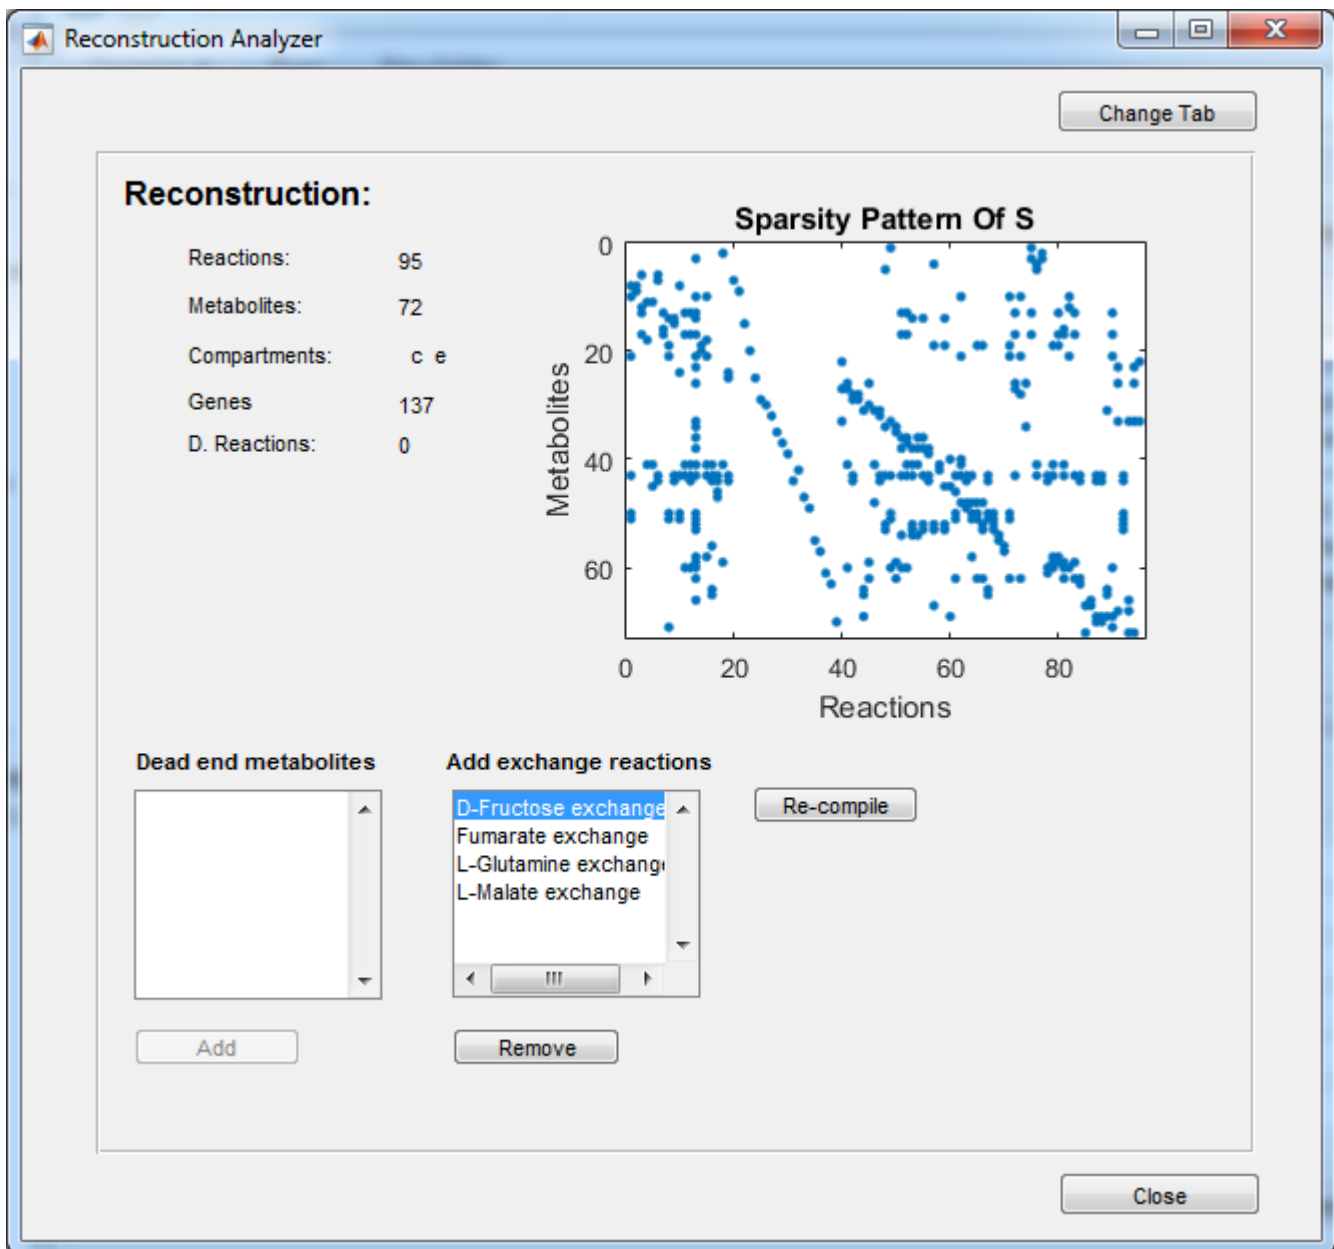 Reconstruction Analyzer
Change Tab
Reconstruction:
Reactions: 95
Metabolites: 72
Compartments: c e
Genes 137
D. Reactions: 0
Sparsity Pattern Of S
0
20
40
60
Metabolites
0 20 40 60 80
Reactions
Dead end metabolites
Add exchange reactions
D-Fructose exchange
Fumarate exchange
L-Glutamine exchange
L-Malate exchange
Re-compile
Add
Remove
Close